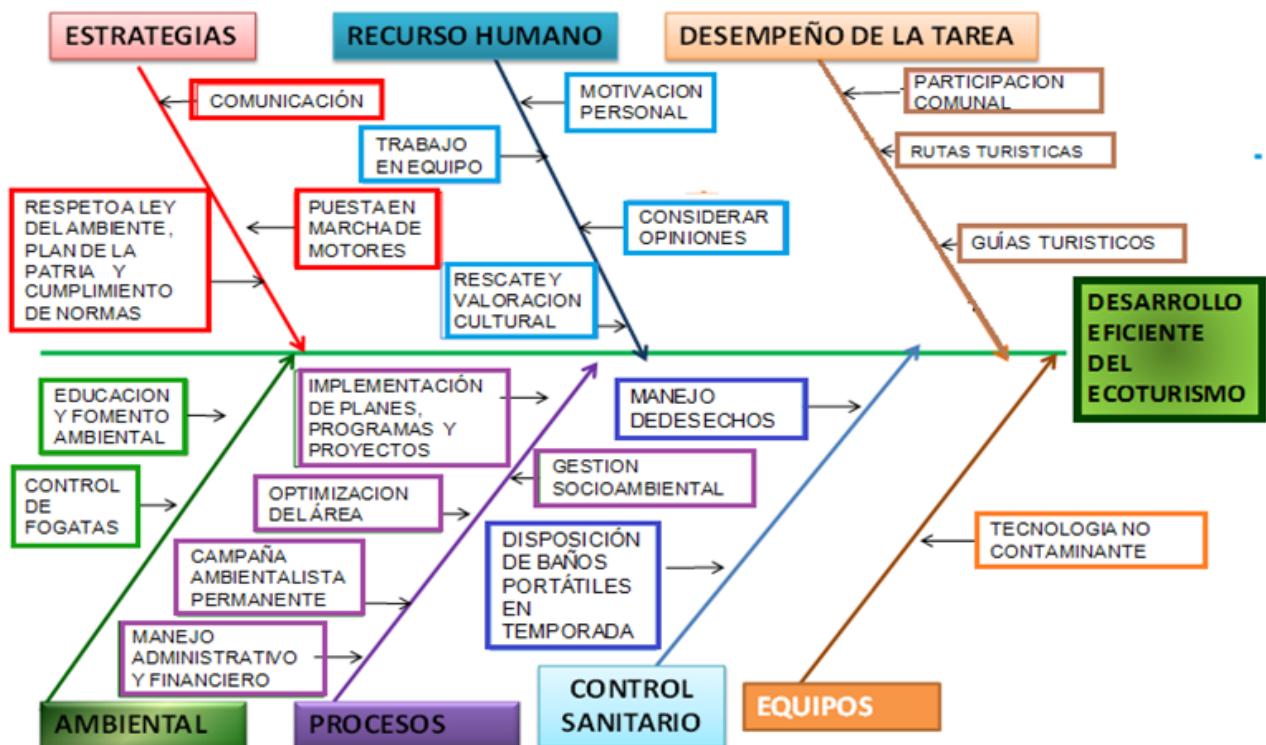 ESTRATEGIAS
RECURSO HUMANO
DESEMPEÑO DE LA TAREA
COMUNICACIÓN
RESPETO A LEY
DEL AMBIENTE,
PLAN DE LA
PATRIA Y
CUMPLIMIENTO
DE NORMAS
PUESTA EN
MARCHA DE
MOTORES
MOTIVACION
PERSONAL
TRABAJO
EN EQUIPO
CONSIDERAR
OPINIONES
RESCATE Y
VALORACION
CULTURAL
PARTICIPACION
COMUNAL
RUTAS TURISTICAS
GUÍAS TURISTICOS
DESARROLLO
EFICIENTE
DEL
ECOTURISMO
EDUCACION
Y FOMENTO
AMBIENTAL
CONTROL
DE
FOGATAS
IMPLEMENTACIÓN
DE PLANES,
PROGRAMAS Y
PROYECTOS
GESTION
SOCIOAMBIENTAL
OPTIMIZACION
DEL ÁREA
CAMPAÑA
AMBIENTALISTA
PERMANENTE
MANEJO
ADMINISTRATIVO
Y FINANCIERO
MANEJO
DEDESECHOS
DISPOSICIÓN
DE BAÑOS
PORTÁTILES
EN
TEMPORADA
TECNOLOGIA NO
CONTAMINANTE
AMBIENTAL
PROCESOS
CONTROL
SANITARIO
EQUIPOS